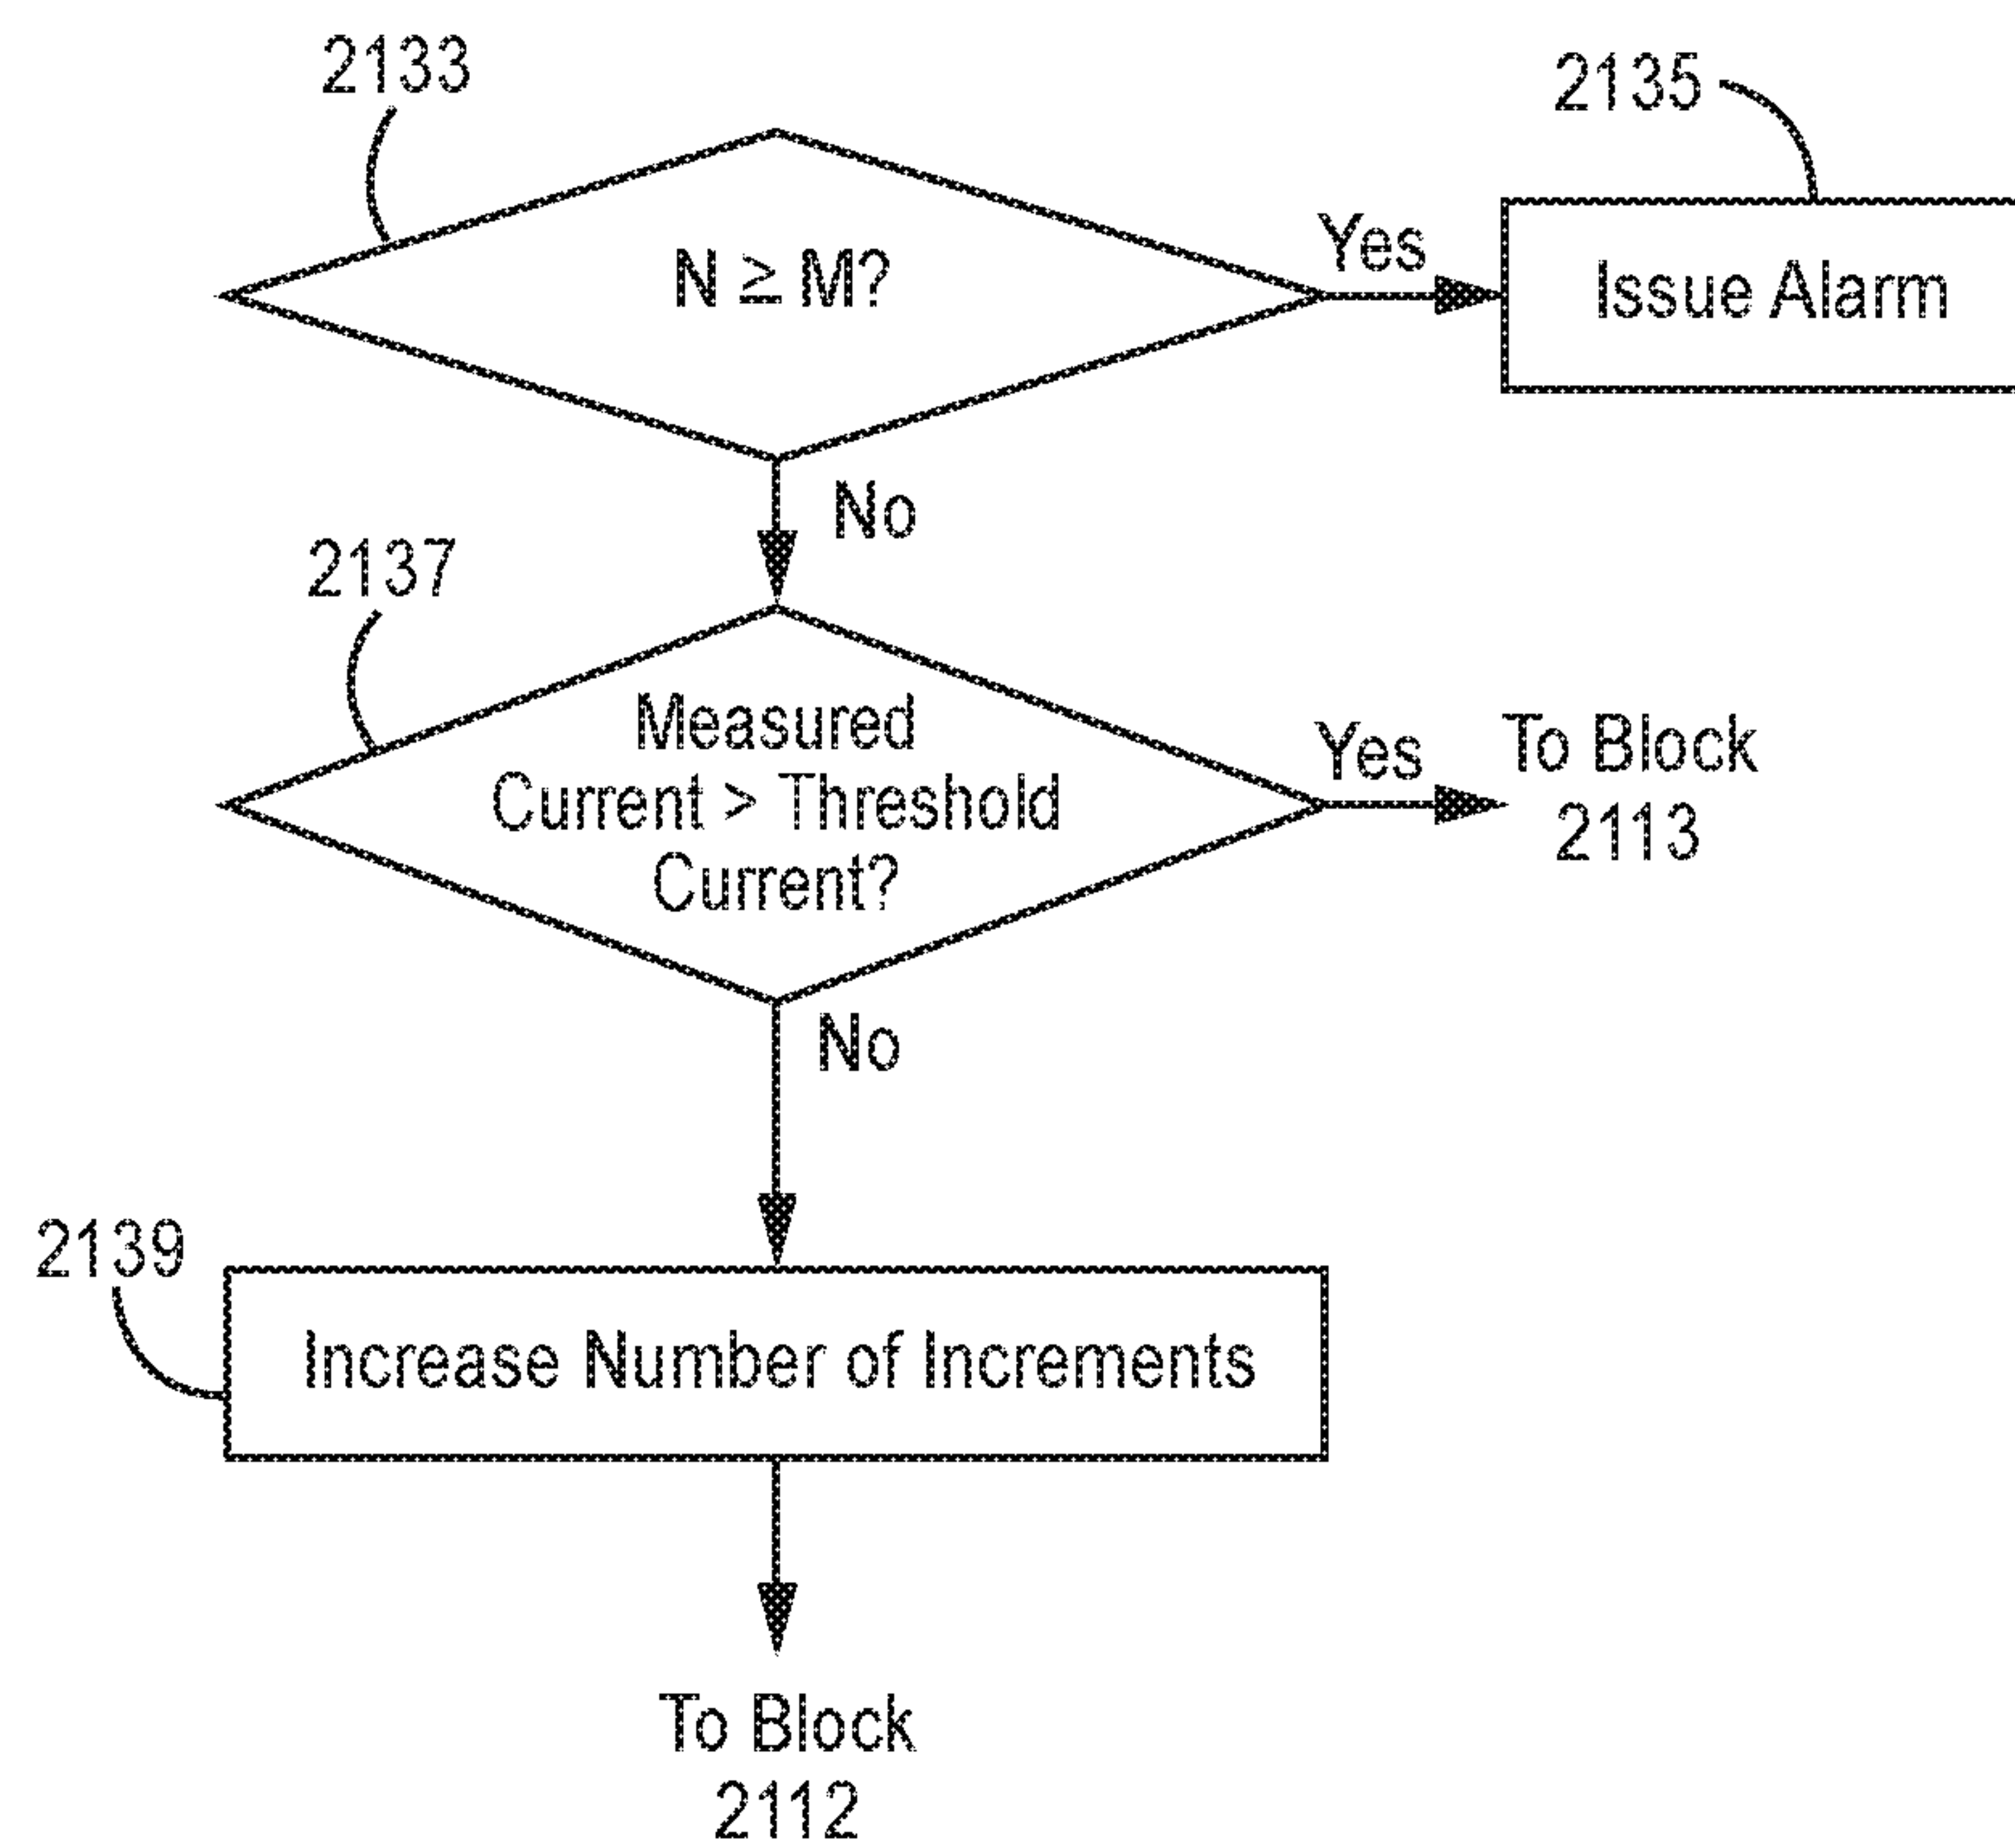 2133
2135
N ≥ M?
Yes
Issue Alarm
No
2137
Measured
Current > Threshold
Current?
Yes
To Block
2113
No
2139
Increase Number of Increments
To Block
2112